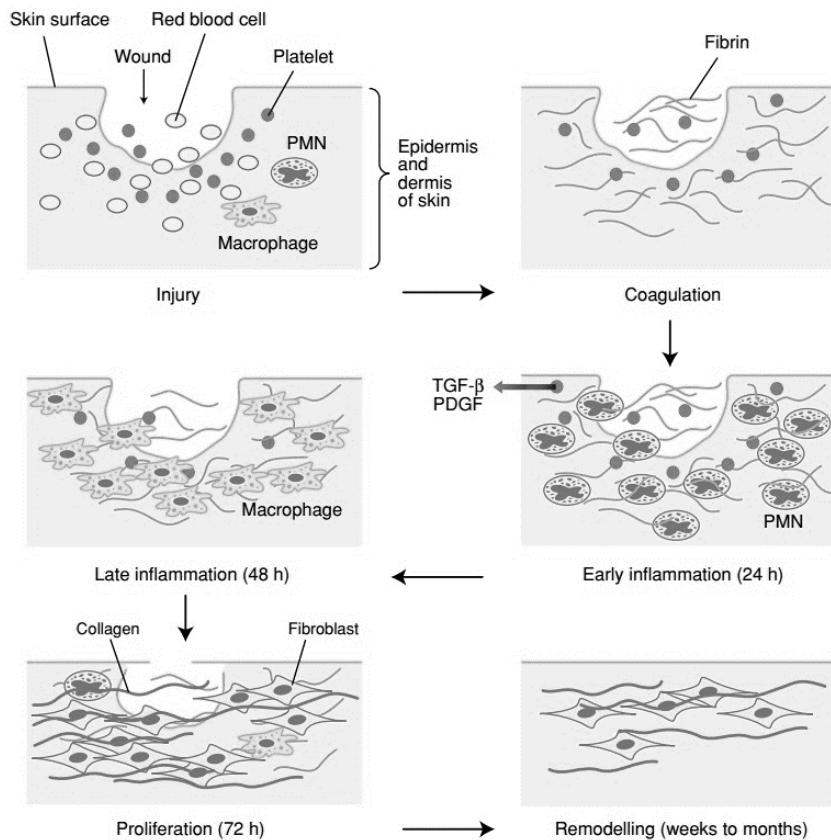 Skin surface
Red blood cell
Wound
Platelet
PMN
Macrophage
Epidermis
and
dermis
of skin
Injury
Fibrin
Coagulation
TGF-β
PDGF
PMN
Early inflammation (24 h)
Macrophage
Late inflammation (48 h)
Collagen
Fibroblast
Proliferation (72 h)
Remodelling (weeks to months)